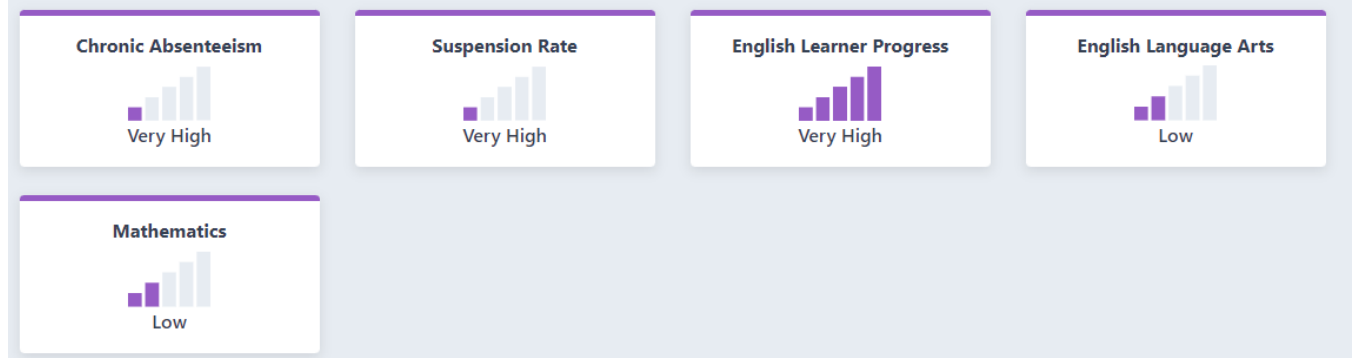 Chronic Absenteeism
Very High
Suspension Rate
Very High
English Learner Progress
Very High
English Language Arts
Low
Mathematics
Low